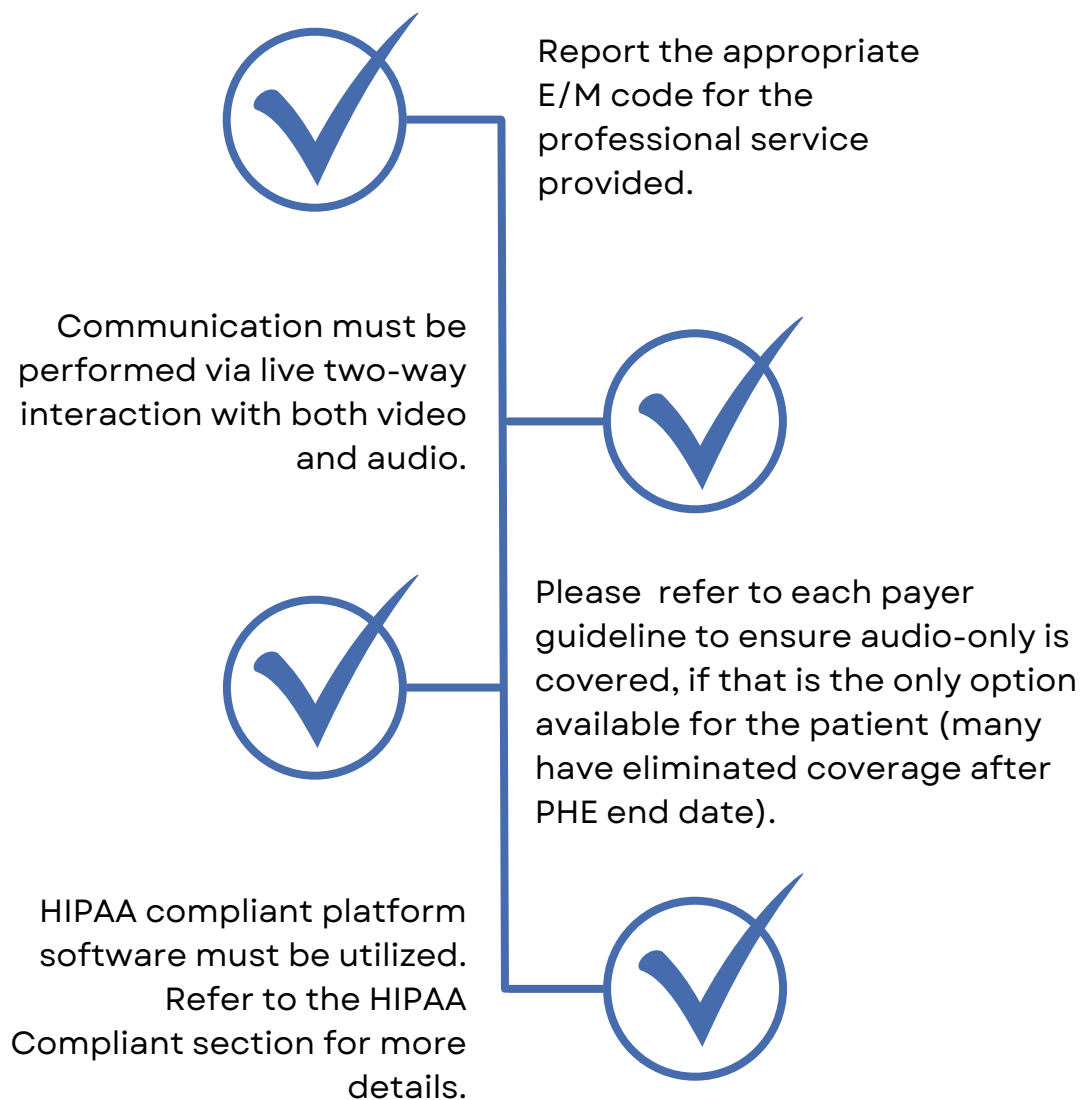 Report the appropriate
E/M code for the
professional service
provided.
Communication must be
performed via live two-way
interaction with both video
and audio.
Please  refer to each payer
guideline to ensure audio-only is
covered, if that is the only option
available for the patient (many
have eliminated coverage after
PHE end date).
HIPAA compliant platform
software must be utilized.
Refer to the HIPAA
Compliant section for more
details.